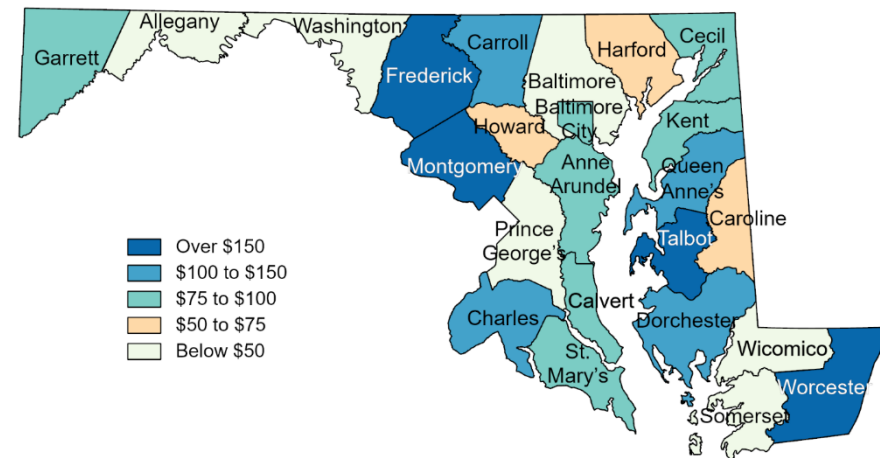 Garrett
Allegany
Washington
Frederick
Carroll
Baltimore
Baltimore
City
Harford
Cecil
Howard
Montgomery
Anne
Arundel
Kent
Queen
Anne's
Caroline
Talbot
Prince
George's
Calvert
Charles
St.
Mary's
Dorchester
Wicomico
Worcester
Somerset
Over $150
$100 to $150
$75 to $100
$50 to $75
Below $50